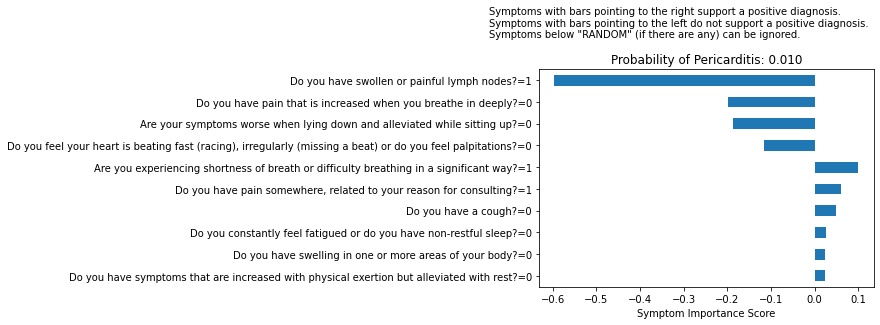 Symptoms with bars pointing to the right support a positive diagnosis.
Symptoms with bars pointing to the left do not support a positive diagnosis.
Symptoms below "RANDOM" (if there are any) can be ignored.
Probability of Pericarditis: 0.010
Do you have swollen or painful lymph nodes?=1
Do you have pain that is increased when you breathe in deeply?=0
Are your symptoms worse when lying down and alleviated while sitting up?=0
Do you feel your heart is beating fast (racing), irregularly (missing a beat) or do you feel palpitations?=0
Are you experiencing shortness of breath or difficulty breathing in a significant way?=1
Do you have pain somewhere, related to your reason for consulting?=1
Do you have a cough?=0
Do you constantly feel fatigued or do you have non-restful sleep?=0
Do you have swelling in one or more areas of your body?=0
Do you have symptoms that are increased with physical exertion but alleviated with rest?=0
−0.6 −0.5 −0.4 −0.3 −0.2 −0.1 0.0 0.1
Symptom Importance Score